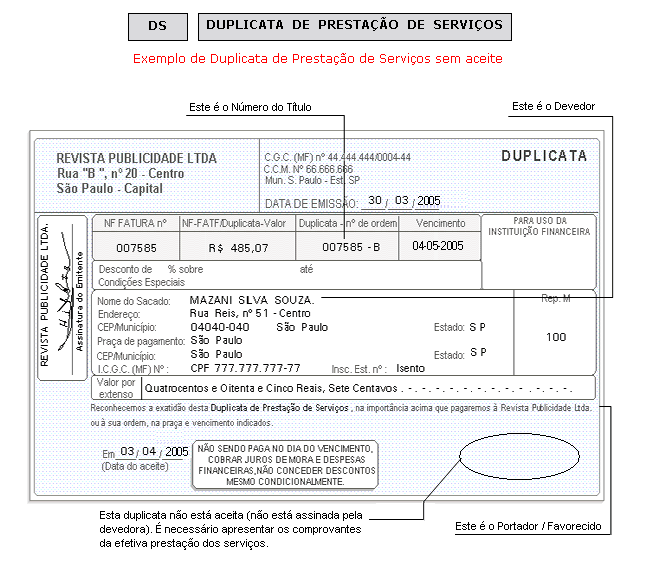 DS DUPLICATA DE PRESTAÇÃO DE SERVIÇOS
Exemplo de Duplicata de Prestação de Serviços sem aceite
Este é o Número do Título
Este é o Devedor
REVISTA PUBLICIDADE LTDA
Rua "B ", nº 20 - Centro
São Paulo - Capital
C.G.C. (MF) nº 44.444.444/0004-44
C.C.M. Nº 66.666.666
Mun. S. Paulo - Est. SP
DATA DE EMISSÃO: 30 / 03 / 2005
DUPLICATA
REVISTA PUBLICIDADE LTDA.
Assinatura do Emitente
NF FATURA nº NF-FATF/Duplicata-Valor Duplicata - nº de ordem Vencimento
007585 R$ 485,07 007585 - B 04-05-2005
PARA USO DA
INSTITUIÇÃO FINANCEIRA
Desconto de % sobre até
Condições Especiais
Nome do Sacado: MAZANI SILVA SOUZA.
Endereço: Rua Reis, nº 51 - Centro
CEP/Município: 04040-040 São Paulo Estado: S P
Praça de pagamento: São Paulo
CEP/Município: São Paulo Estado: S P
I.C.G.C. (MF) Nº : CPF 777.777.777-77 Insc. Est. nº : Isento
Rep. M
100
Valor por
extenso
Quatrocentos e Oitenta e Cinco Reais, Sete Centavos . - . - . - . - . - . - . - . - . - . - . - . - .
Reconhecemos a exatidão desta Duplicata de Prestação de Serviços , na importância acima que pagaremos à Revista Publicidade Ltda.
ou à sua ordem, na praça e vencimento indicados.
Em 03 / 04 / 2005
(Data do aceite)
NÃO SENDO PAGA NO DIA DO VENCIMENTO,
COBRAR JUROS DE MORA E DESPESAS
FINANCEIRAS,NÃO CONCEDER DESCONTOS
MESMO CONDICIONALMENTE.
Esta duplicata não está aceita (não está assinada pela
devedora). É necessário apresentar os comprovantes
da efetiva prestação dos serviços.
Este é o Portador / Favorecido